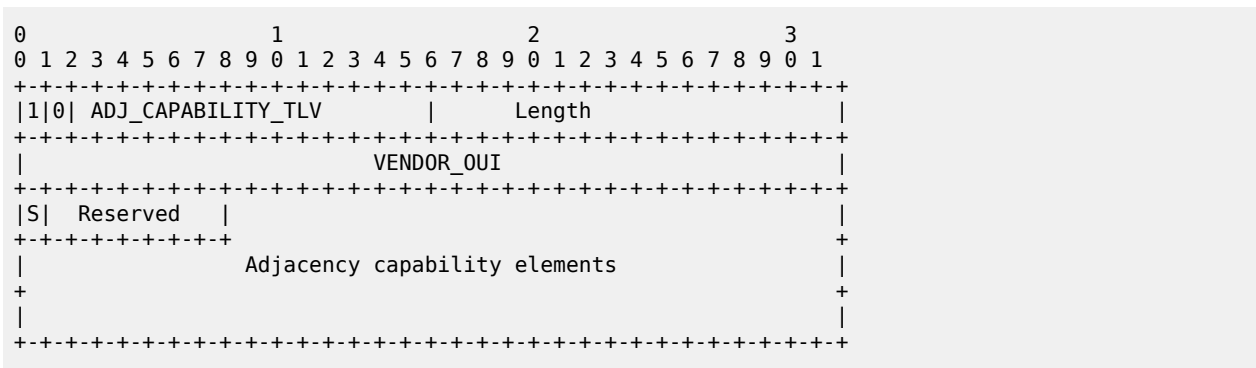 0                   1                   2                   3
0 1 2 3 4 5 6 7 8 9 0 1 2 3 4 5 6 7 8 9 0 1 2 3 4 5 6 7 8 9 0 1
+-+-+-+-+-+-+-+-+-+-+-+-+-+-+-+-+-+-+-+-+-+-+-+-+-+-+-+-+-+-+-+-+
|1|0| ADJ_CAPABILITY_TLV        |      Length                   |
+-+-+-+-+-+-+-+-+-+-+-+-+-+-+-+-+-+-+-+-+-+-+-+-+-+-+-+-+-+-+-+-+
|                           VENDOR_OUI                          |
+-+-+-+-+-+-+-+-+-+-+-+-+-+-+-+-+-+-+-+-+-+-+-+-+-+-+-+-+-+-+-+-+
|S|  Reserved   |                                               |
+-+-+-+-+-+-+-+-+                                               +
|                 Adjacency capability elements                 |
+                                                               +
|                                                               |
+-+-+-+-+-+-+-+-+-+-+-+-+-+-+-+-+-+-+-+-+-+-+-+-+-+-+-+-+-+-+-+-+